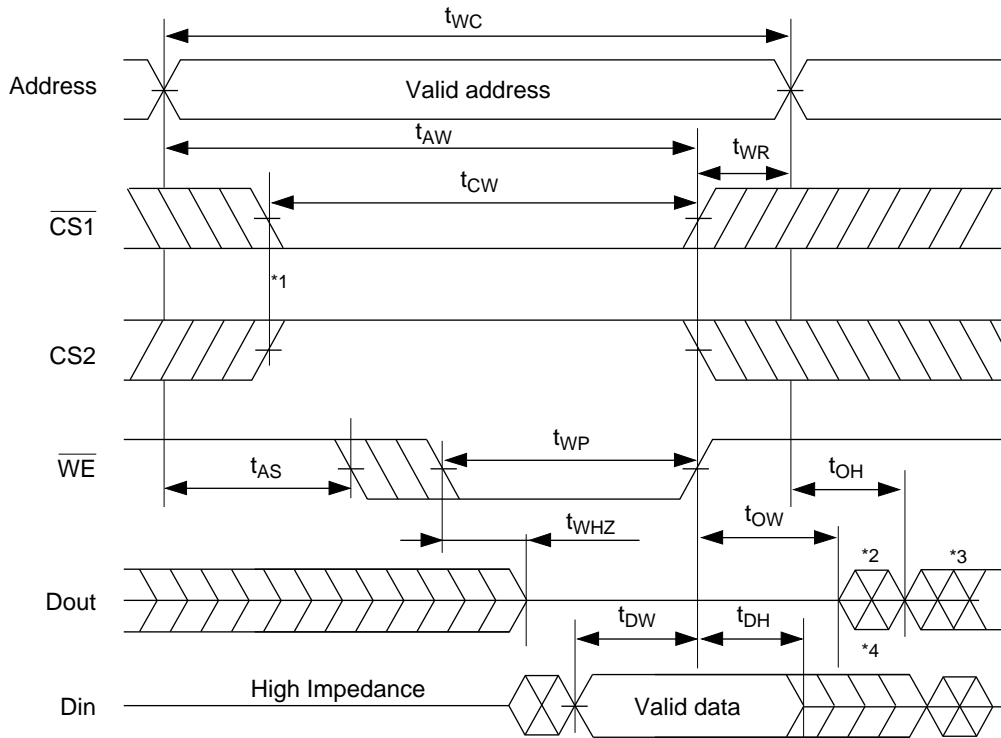 tWC
Address
Valid address
tAW
tWR
tCW
CS1
*1
CS2
tWP
WE
tAS
tOH
tWHZ
tOW
*2
*3
Dout
tDW
tDH
*4
High Impedance
Din
Valid data